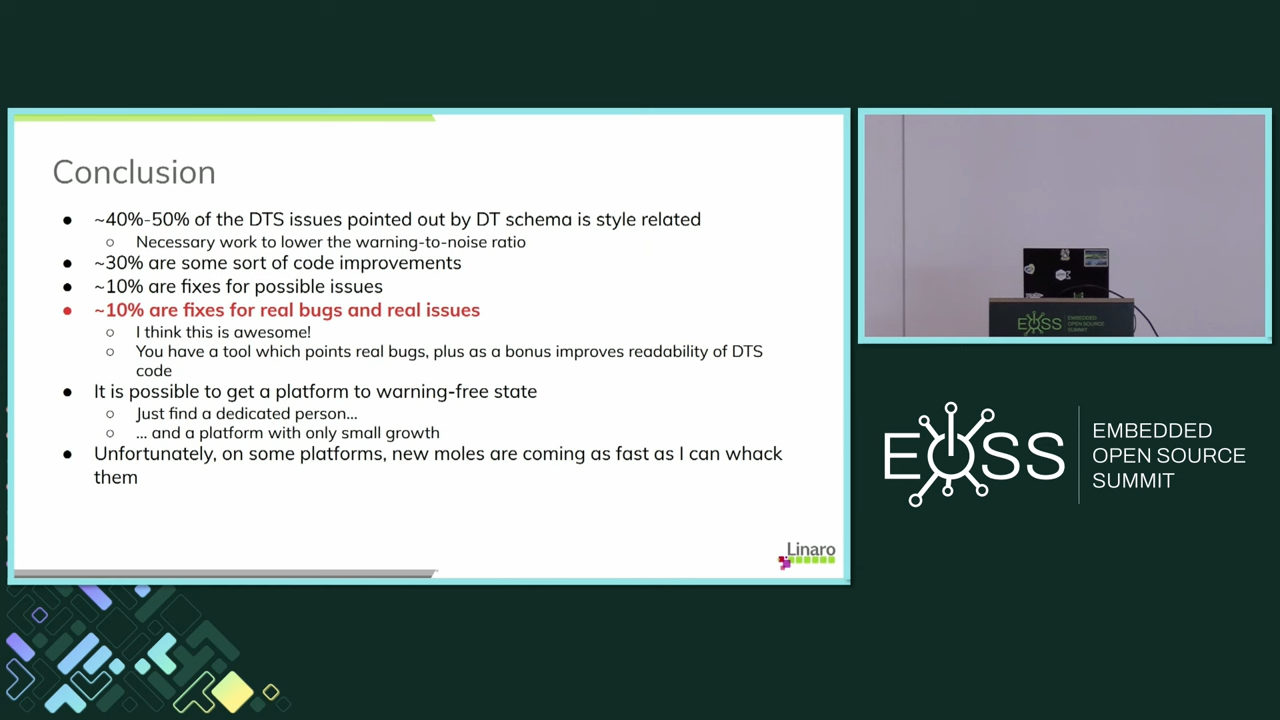 Conclusion
~40%-50% of the DTS issues pointed out by DT schema is style related
Necessary work to lower the warning-to-noise ratio
~30% are some sort of code improvements
~10% are fixes for possible issues
~10% are fixes for real bugs and real issues
I think this is awesome!
You have a tool which points real bugs, plus as a bonus improves readability of DTS
code
It is possible to get a platform to warning-free state
Just find a dedicated person...
... and a platform with only small growth
Unfortunately, on some platforms, new moles are coming as fast as I can whack
them
Linaro
EOSS
EMBEDDED
OPEN SOURCE
SUMMIT
EOSS
EMBEDDED
OPEN SOURCE
SUMMIT